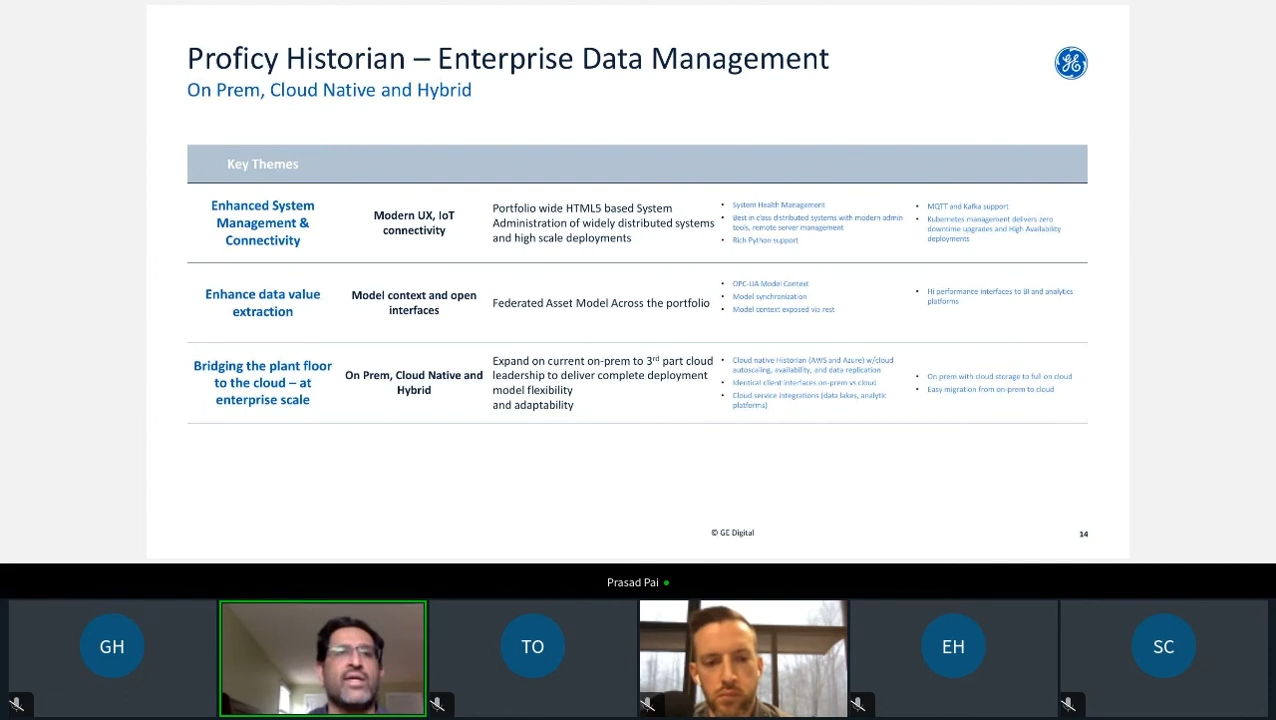 Proficy Historian – Enterprise Data Management
On Prem, Cloud Native and Hybrid
Key Themes
Enhanced System
Management &
Connectivity
Modern UX, IoT
connectivity
Portfolio wide HTML5 based System
Administration of widely distributed systems
and high scale deployments
• System Health Management
• Best in class distributed systems with modern admin
tools, remote server management
• Rich Python support
• MQTT and Kafka support
• Kubernetes management delivers zero
downtime upgrades and High Availability
deployments
Enhance data value
extraction
Model context and open
interfaces
Federated Asset Model Across the portfolio
• OPC-UA Model Context
• Model synchronization
• Model context exposed via rest
• Hi performance interfaces to BI and analytics
platforms
Bridging the plant floor
to the cloud – at
enterprise scale
On Prem, Cloud Native and
Hybrid
Expand on current on-prem to 3rd part cloud
leadership to deliver complete deployment
model flexibility
and adaptability
• Cloud native Historian (AWS and Azure) w/cloud
autoscaling, availability, and data replication
• Identical client interfaces on-prem vs cloud
• Cloud service integrations (data lakes, analytic
platforms)
• On prem with cloud storage to full on cloud
• Easy migration from on-prem to cloud
© GE Digital
14
Prasad Pai
GH
TO
EH
SC